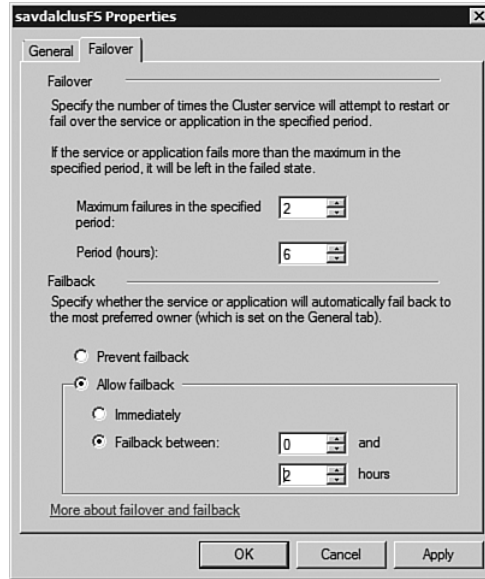 savdalclusFS Properties
General Failover
Failover
Specify the number of times the Cluster service will attempt to restart or
fail over the service or application in the specified period.
If the service or application fails more than the maximum in the
specified period, it will be left in the failed state.
Maximum failures in the specified
period:
2
Period (hours):
6
Failback
Specify whether the service or application will automatically fail back to
the most preferred owner (which is set on the General tab).
Prevent failback
Allow failback
Immediately
Failback between:
0
and
2
hours
More about failover and failback
OK Cancel Apply